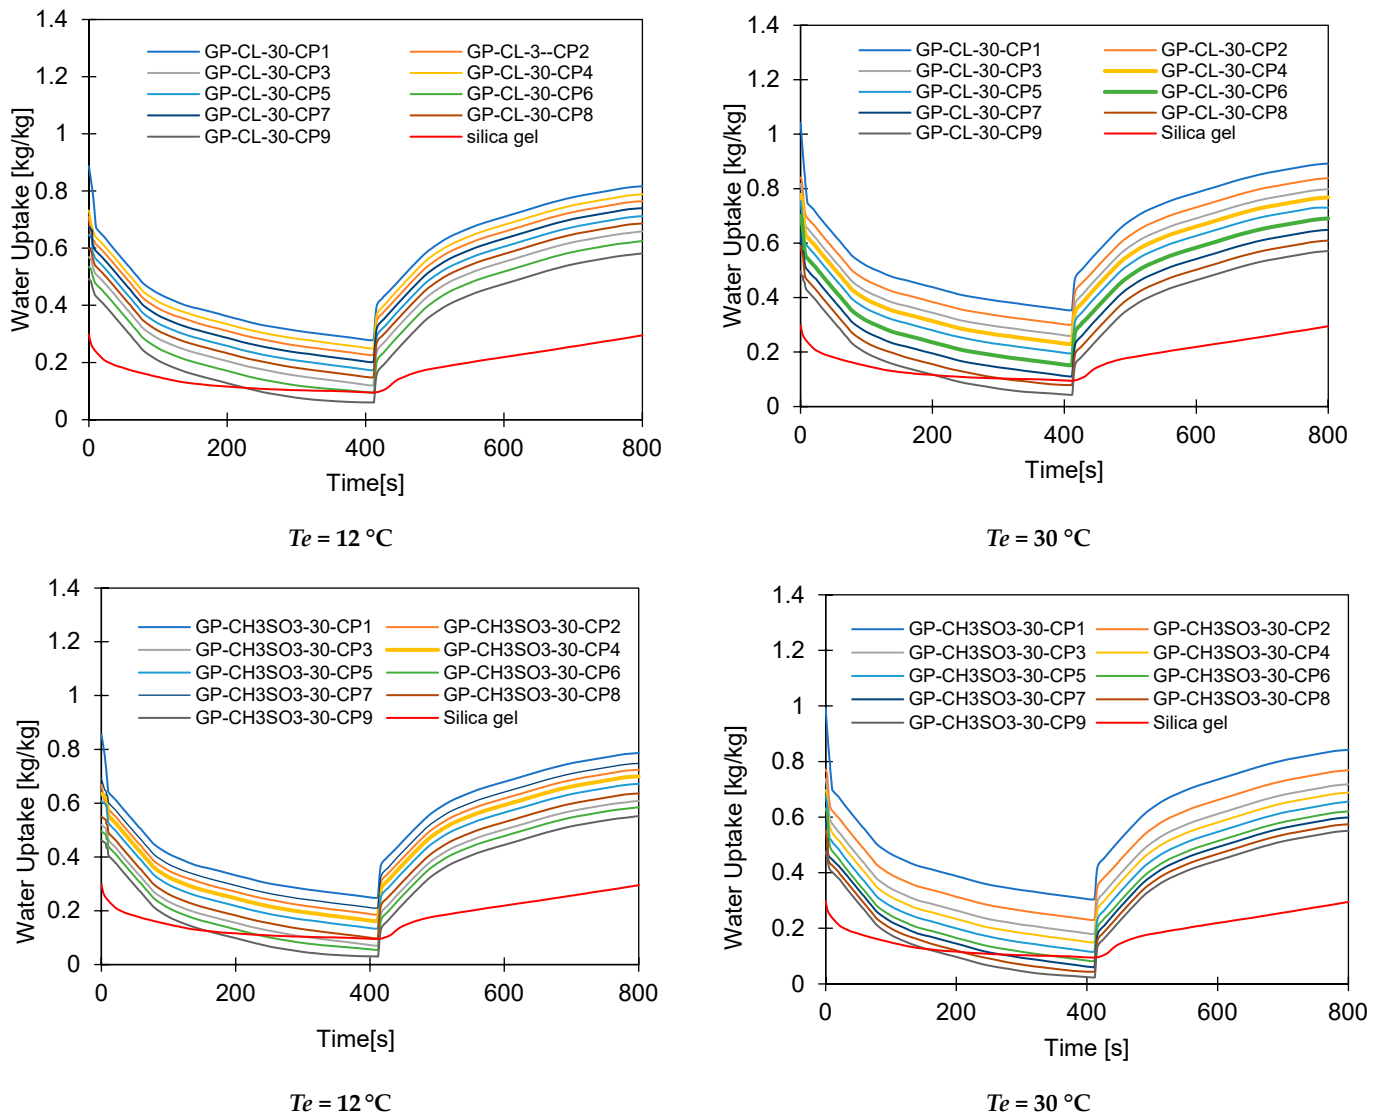 1.4
1.2
1
0.8
0.6
0.4
0.2
0
Water Uptake [kg/kg]
GP-CL-30-CP1
GP-CL-3--CP2
GP-CL-30-CP3
GP-CL-30-CP4
GP-CL-30-CP5
GP-CL-30-CP6
GP-CL-30-CP7
GP-CL-30-CP8
GP-CL-30-CP9
silica gel
0 200 400 600 800
Time[s]
Te = 12 °C
1.4
1.2
1
0.8
0.6
0.4
0.2
0
Water Uptake [kg/kg]
GP-CL-30-CP1
GP-CL-30-CP2
GP-CL-30-CP3
GP-CL-30-CP4
GP-CL-30-CP5
GP-CL-30-CP6
GP-CL-30-CP7
GP-CL-30-CP8
GP-CL-30-CP9
Silica gel
0 200 400 600 800
Time[s]
Te = 30 °C
1.4
1.2
1
0.8
0.6
0.4
0.2
0
Water Uptake [kg/kg]
GP-CH3SO3-30-CP1
GP-CH3SO3-30-CP2
GP-CH3SO3-30-CP3
GP-CH3SO3-30-CP4
GP-CH3SO3-30-CP5
GP-CH3SO3-30-CP6
GP-CH3SO3-30-CP7
GP-CH3SO3-30-CP8
GP-CH3SO3-30-CP9
Silica gel
0 200 400 600 800
Time[s]
Te = 12 °C
1.4
1.2
1
0.8
0.6
0.4
0.2
0
Water Uptake [kg/kg]
GP-CH3SO3-30-CP1
GP-CH3SO3-30-CP2
GP-CH3SO3-30-CP3
GP-CH3SO3-30-CP4
GP-CH3SO3-30-CP5
GP-CH3SO3-30-CP6
GP-CH3SO3-30-CP7
GP-CH3SO3-30-CP8
GP-CH3SO3-30-CP9
Silica gel
0 200 400 600 800
Time [s]
Te = 30 °C